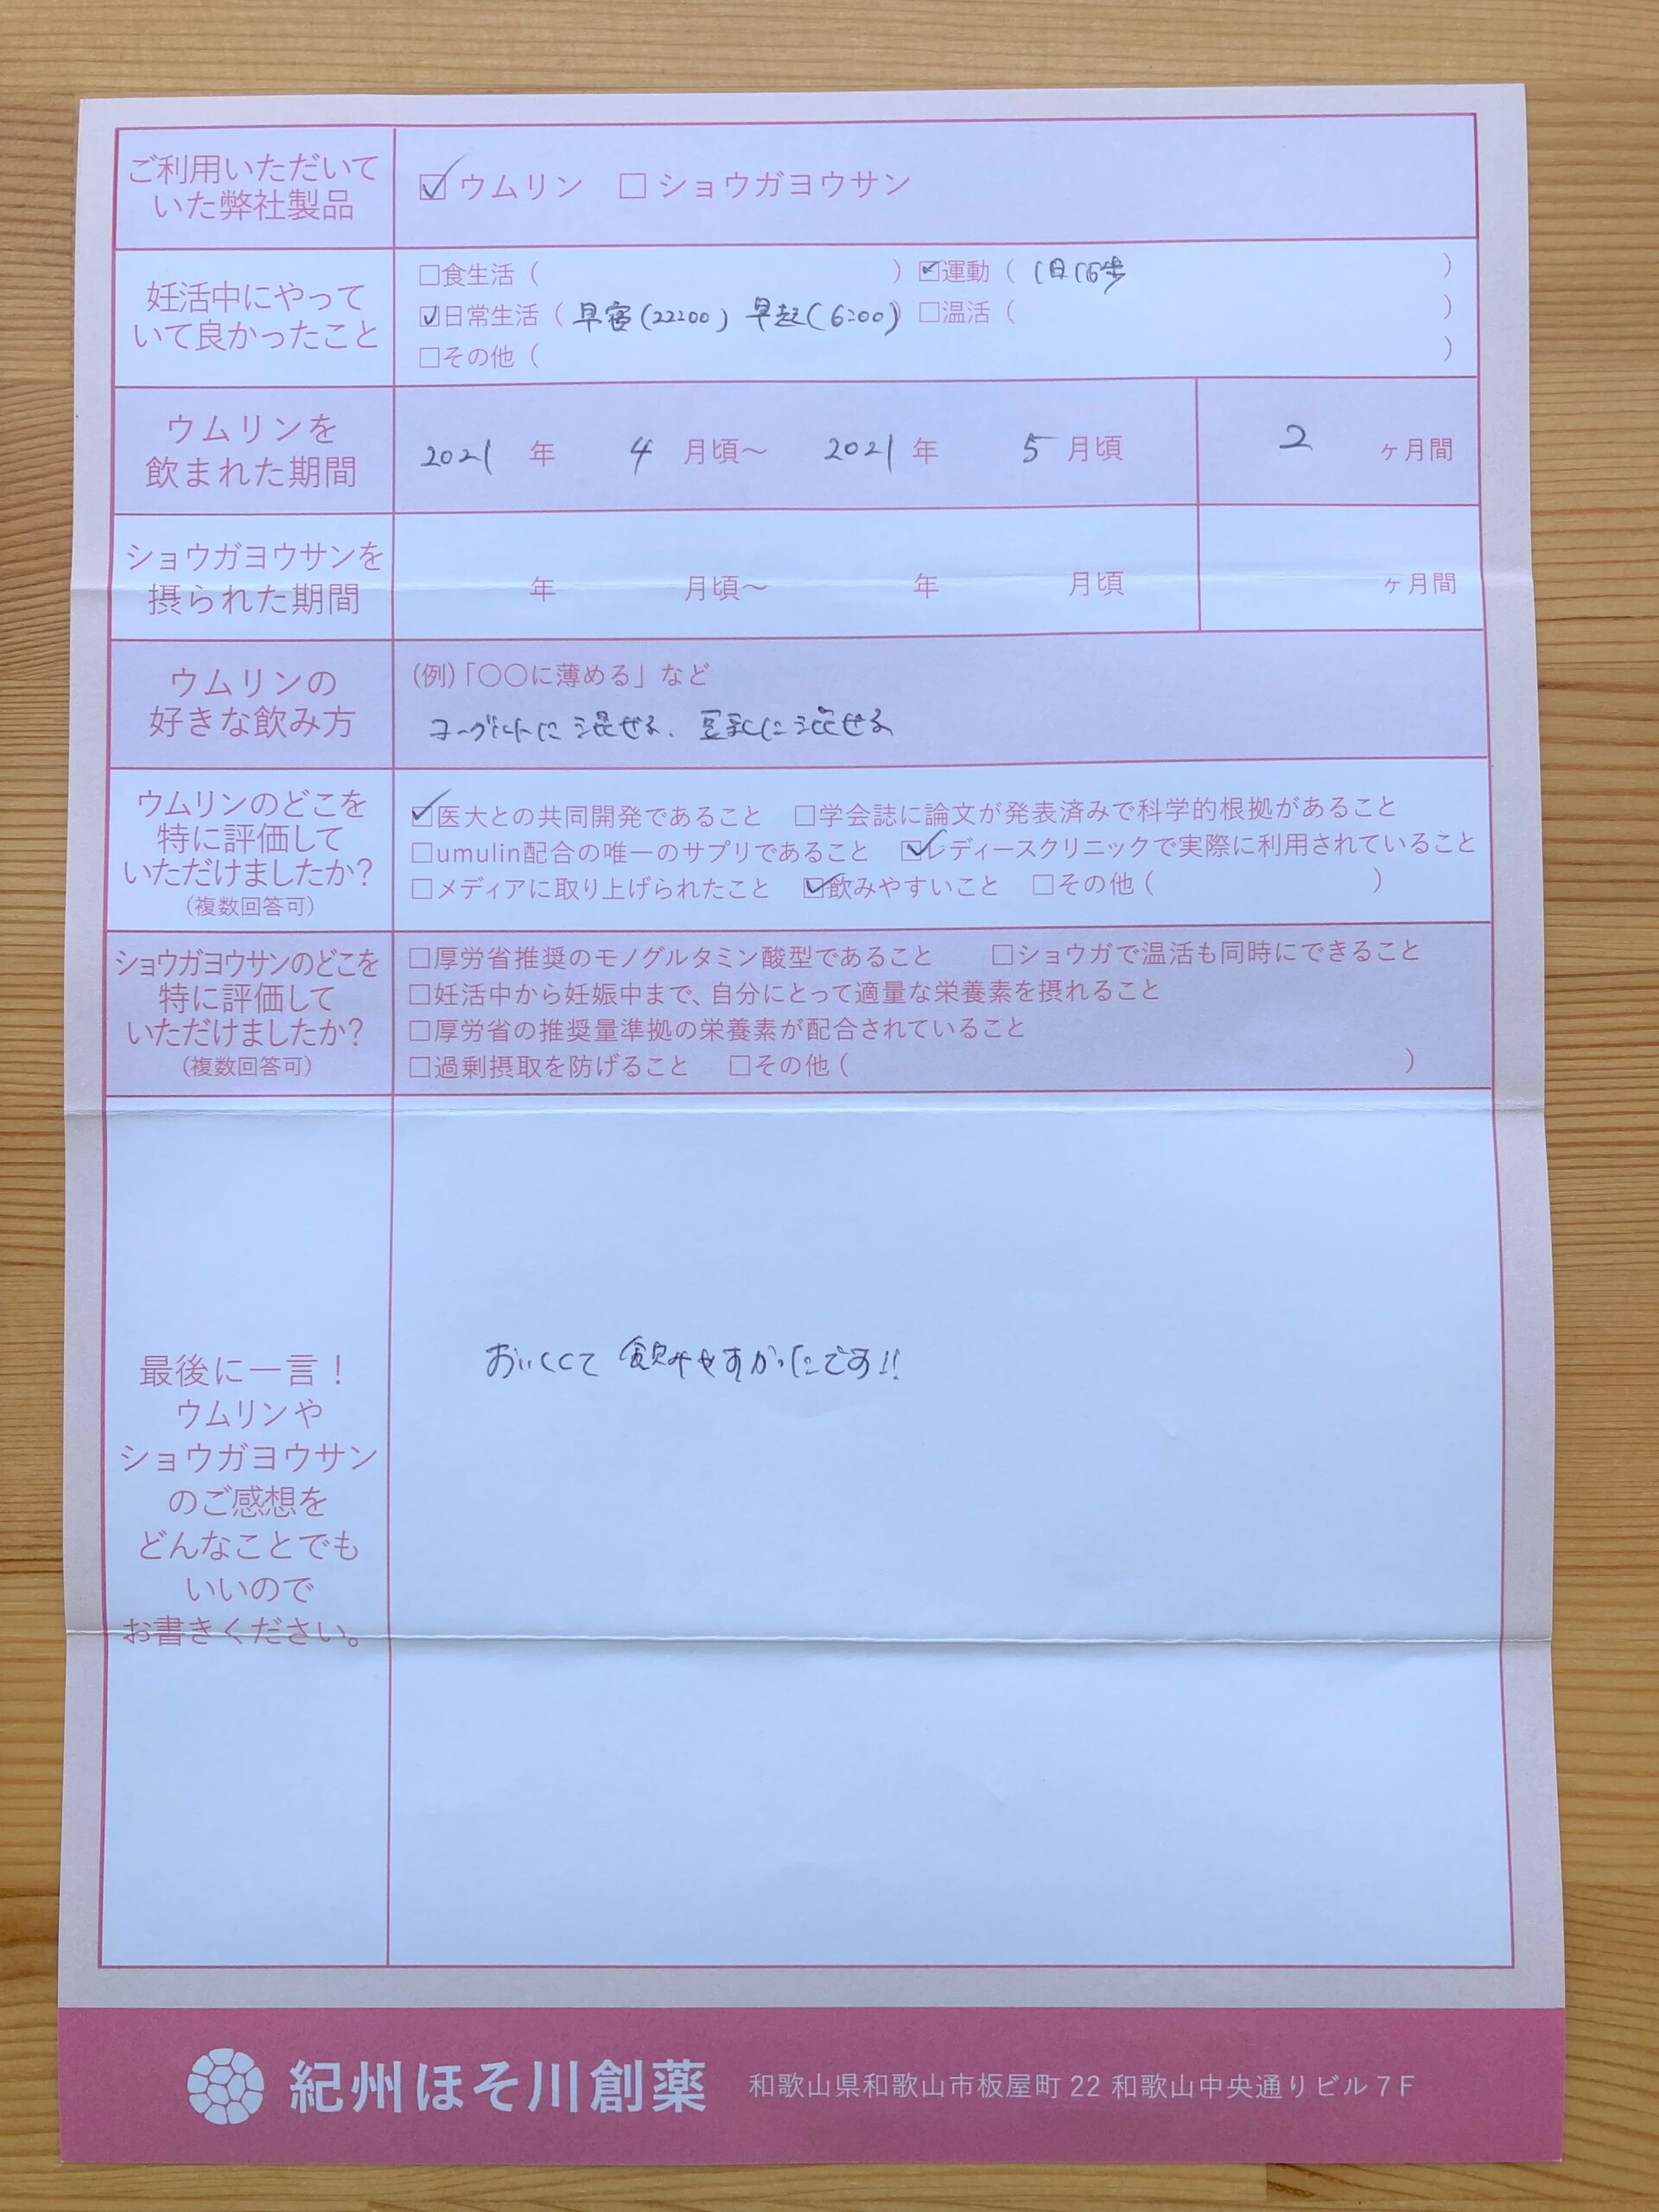 ご利用いただいて
いた弊社製品
☑ウムリン □ショウガヨウサン
妊活中にやって
いて良かったこと
□食生活（ ）☑運動（1日1万歩 ）
☑日常生活（早寝(22:00) 早起(6:00)）□温活（ ）
□その他（ ）
ウムリンを
飲まれた期間
2021 年 4 月頃～ 2021 年 5 月頃 2 ヶ月間
ショウガヨウサンを
摂られた期間
年 月頃～ 年 月頃 ヶ月間
ウムリンの
好きな飲み方
(例)「〇〇に薄める」など
ヨーグルトに混ぜる、豆乳に混ぜる
ウムリンのどこを
特に評価して
いただけましたか？
（複数回答可）
☑医大との共同開発であること □学会誌に論文が発表済みで科学的根拠があること
□umulin配合の唯一のサプリであること ☑レディースクリニックで実際に利用されていること
□メディアに取り上げられたこと ☑飲みやすいこと □その他（ ）
ショウガヨウサンのどこを
特に評価して
いただけましたか？
（複数回答可）
□厚労省推奨のモノグルタミン酸型であること □ショウガで温活も同時にできること
□妊活中から妊娠中まで、自分にとって適量な栄養素を摂れること
□厚労省の推奨量準拠の栄養素が配合されていること
□過剰摂取を防げること □その他（ ）
最後に一言！
ウムリンや
ショウガヨウサン
のご感想を
どんなことでも
いいので
お書きください。
おいしくて 飲みやすかったです!!
紀州ほそ川創薬 和歌山県和歌山市板屋町 22 和歌山中央通りビル 7 F